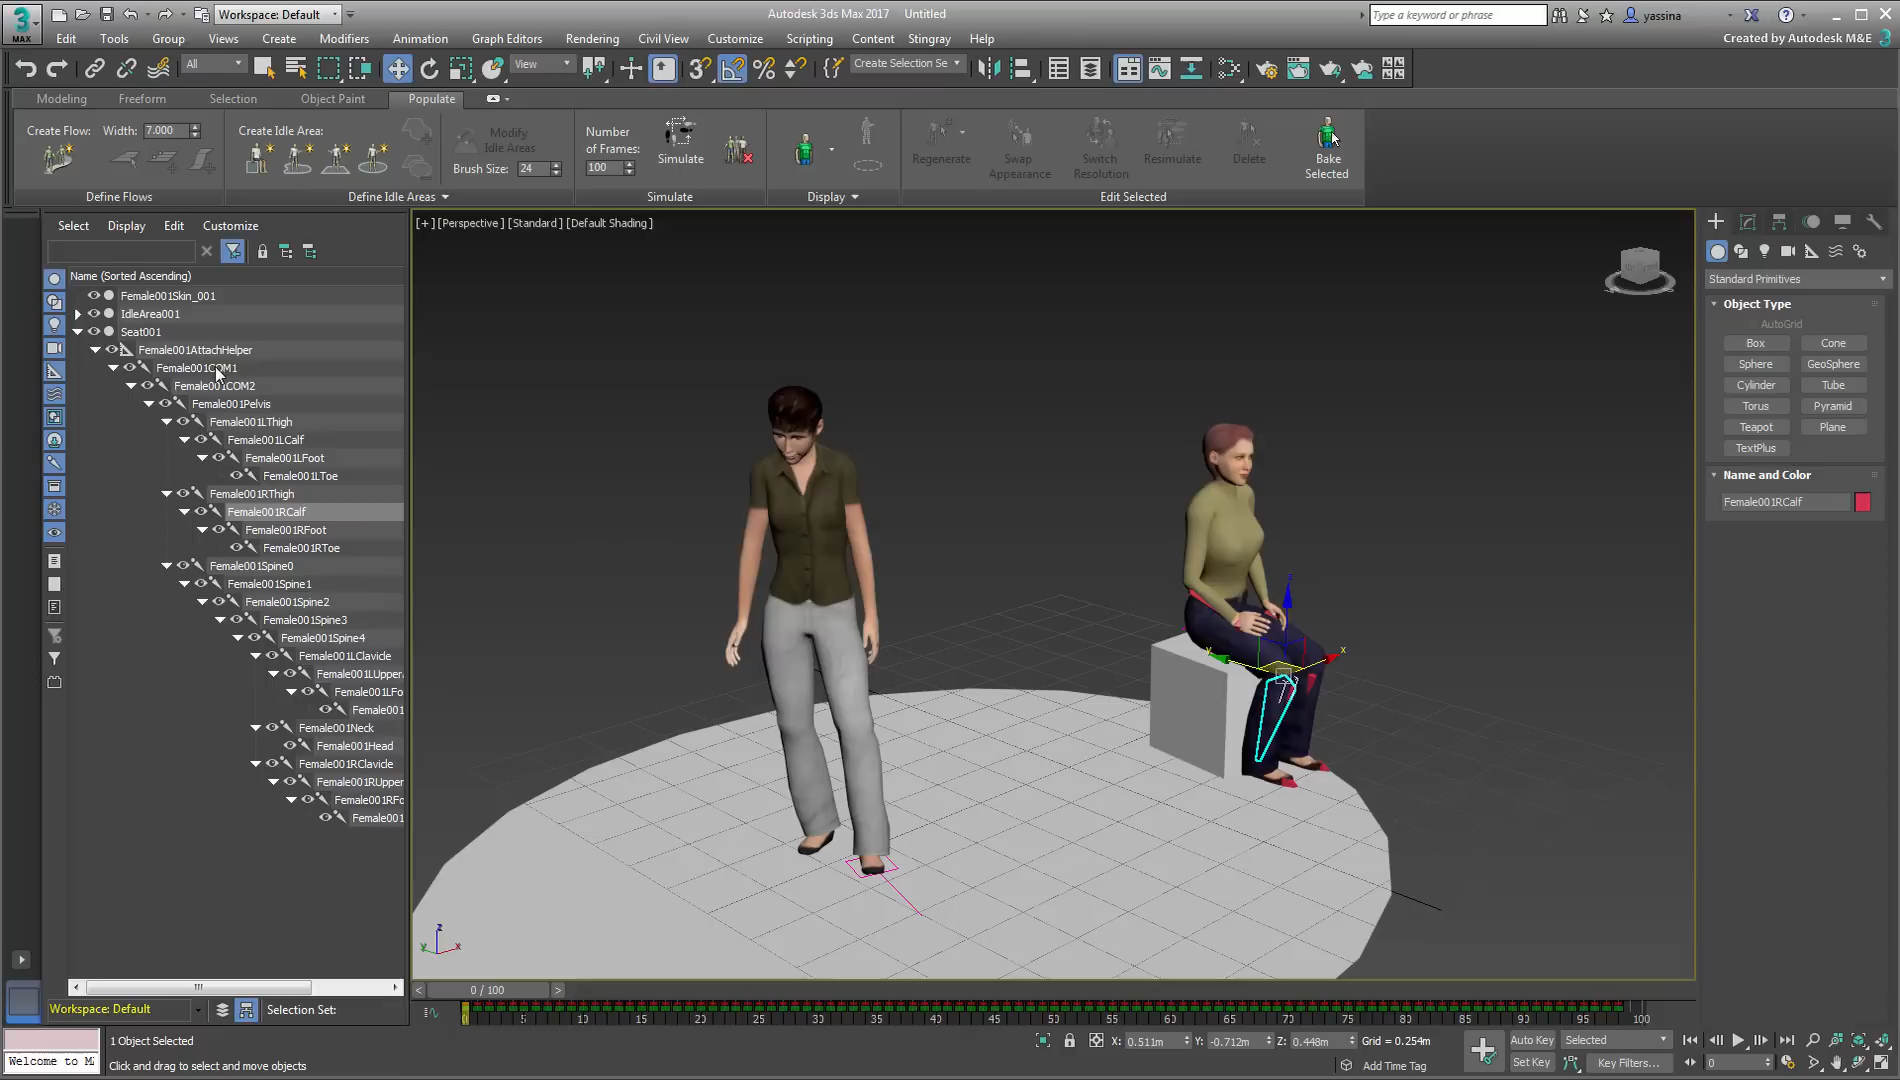 Workspace: Default
Autodesk 3ds Max 2017 Untitled
Type a keyword or phrase
yassina
MAX
Edit Tools Group Views Create Modifiers Animation Graph Editors Rendering Civil View Customize Scripting Content Stingray Help
Created by Autodesk M&E
All
View
Create Selection Se
Modeling Freeform Selection Object Paint Populate
Create Flow: Width: 7.000
Define Flows
Create Idle Area:
Modify Idle Areas
Brush Size: 24
Define Idle Areas
Number of Frames:
100
Simulate
Simulate
Display
Regenerate
Swap Appearance
Switch Resolution
Resimulate
Delete
Bake Selected
Edit Selected
Select Display Edit Customize
Name (Sorted Ascending)
Female001Skin_001
IdleArea001
Seat001
Female001AttachHelper
Female001COM1
Female001COM2
Female001Pelvis
Female001LThigh
Female001LCalf
Female001LFoot
Female001LToe
Female001RThigh
Female001RCalf
Female001RFoot
Female001RToe
Female001Spine0
Female001Spine1
Female001Spine2
Female001Spine3
Female001Spine4
Female001LClavicle
Female001LUpper
Female001LFo
Female001
Female001Neck
Female001Head
Female001RClavicle
Female001RUpper
Female001RFo
Female001
[+] [Perspective] [Standard] [Default Shading]
x
y
z
z
y
x
Standard Primitives
Object Type
AutoGrid
Box Cone
Sphere GeoSphere
Cylinder Tube
Torus Pyramid
Teapot Plane
TextPlus
Name and Color
Female001RCalf
0 / 100
Workspace: Default
Selection Set:
0 5 10 15 20 25 30 35 40 45 50 55 60 65 70 75 80 85 90 95 100
1 Object Selected
X: 0.511m Y: -0.712m Z: 0.448m Grid = 0.254m
Auto Key Selected
Welcome to M
Click and drag to select and move objects
Add Time Tag
Set Key Key Filters...
0